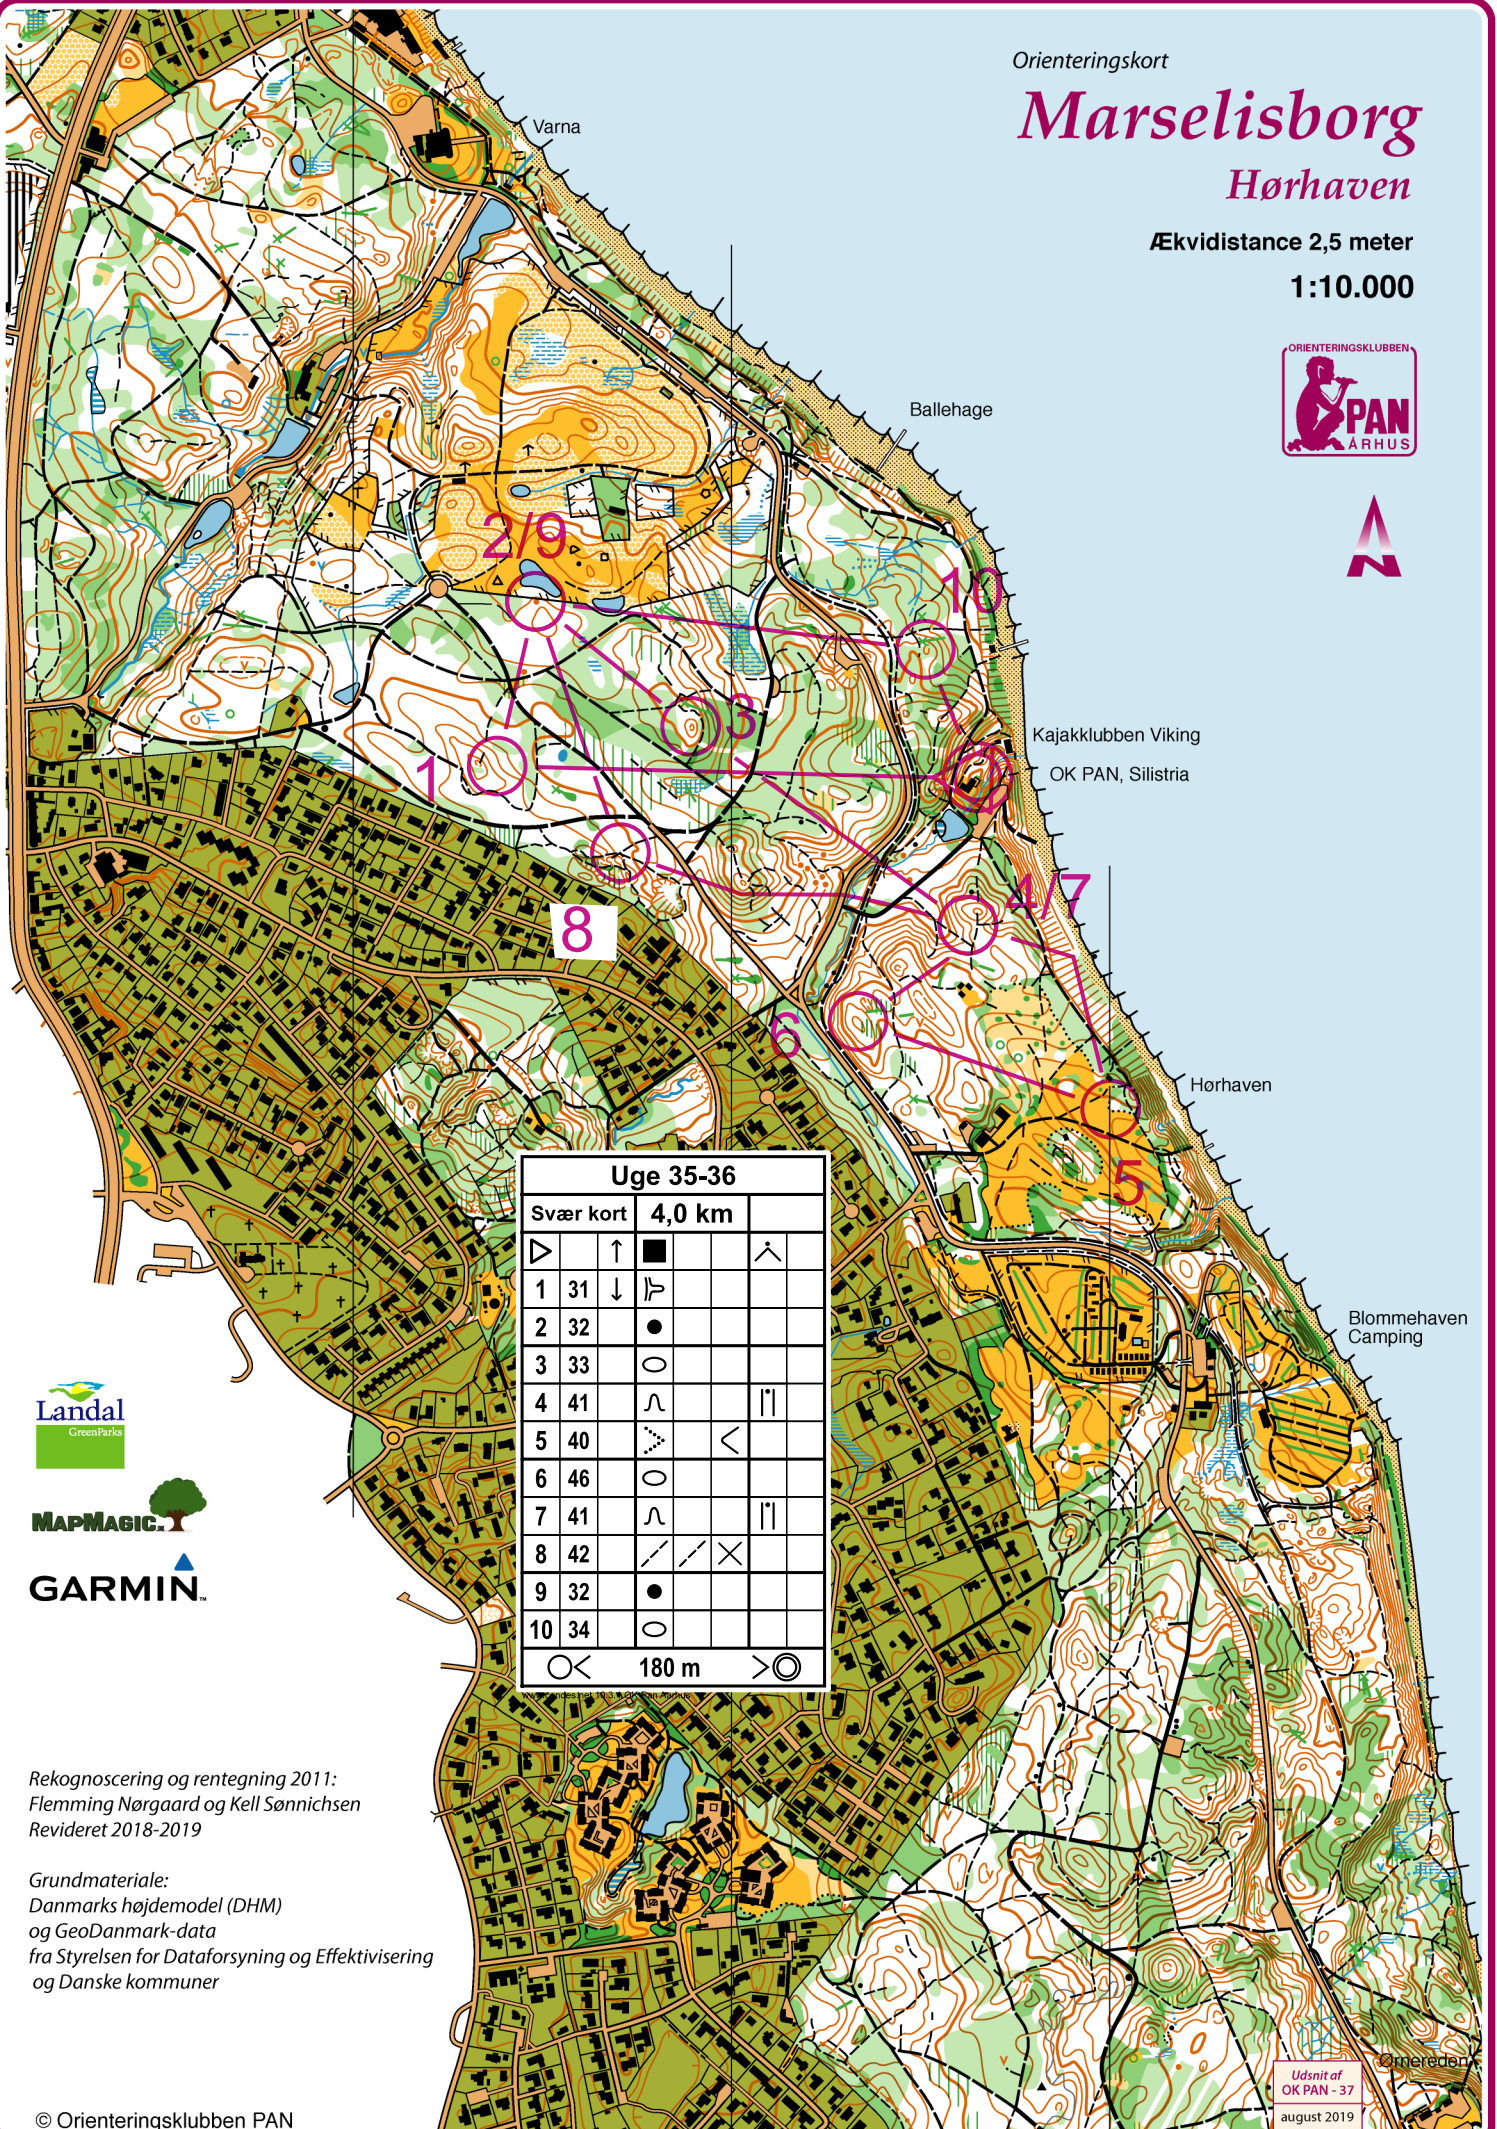 Orienteringskort
Marselisborg
Hørhaven
Ækvidistance 2,5 meter
1:10.000
ORIENTERINGSKLUBBEN
PAN
ÅRHUS
Varna
Ballehage
2/9
10
3
1
Kajakklubben Viking
OK PAN, Silistria
4/7
8
6
Hørhaven
5
Blommehaven
Camping
Uge 35-36
Svær kort 4,0 km
1 31
2 32
3 33
4 41
5 40
6 46
7 41
8 42
9 32
10 34
180 m
Landal
GreenParks
MAPMAGIC
GARMIN™
Rekognoscering og rentegning 2011:
Flemming Nørgaard og Kell Sønnichsen
Revideret 2018-2019
Grundmateriale:
Danmarks højdemodel (DHM)
og GeoDanmark-data
fra Styrelsen for Dataforsyning og Effektivisering
og Danske kommuner
Ørnereden
Udsnit af
OK PAN - 37
august 2019
© Orienteringsklubben PAN